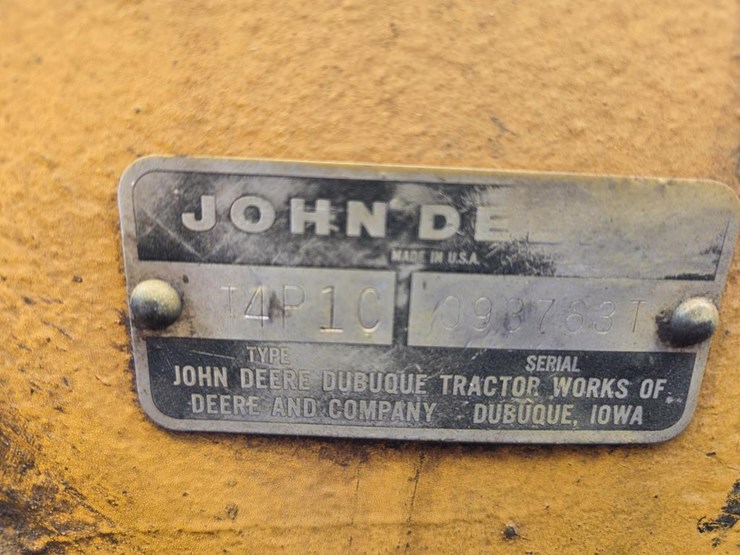 JOHN DE
MADE IN U.S.A.
T4P1C
TYPE SERIAL
JOHN DEERE DUBUQUE TRACTOR WORKS OF
DEERE AND COMPANY DUBUQUE, IOWA